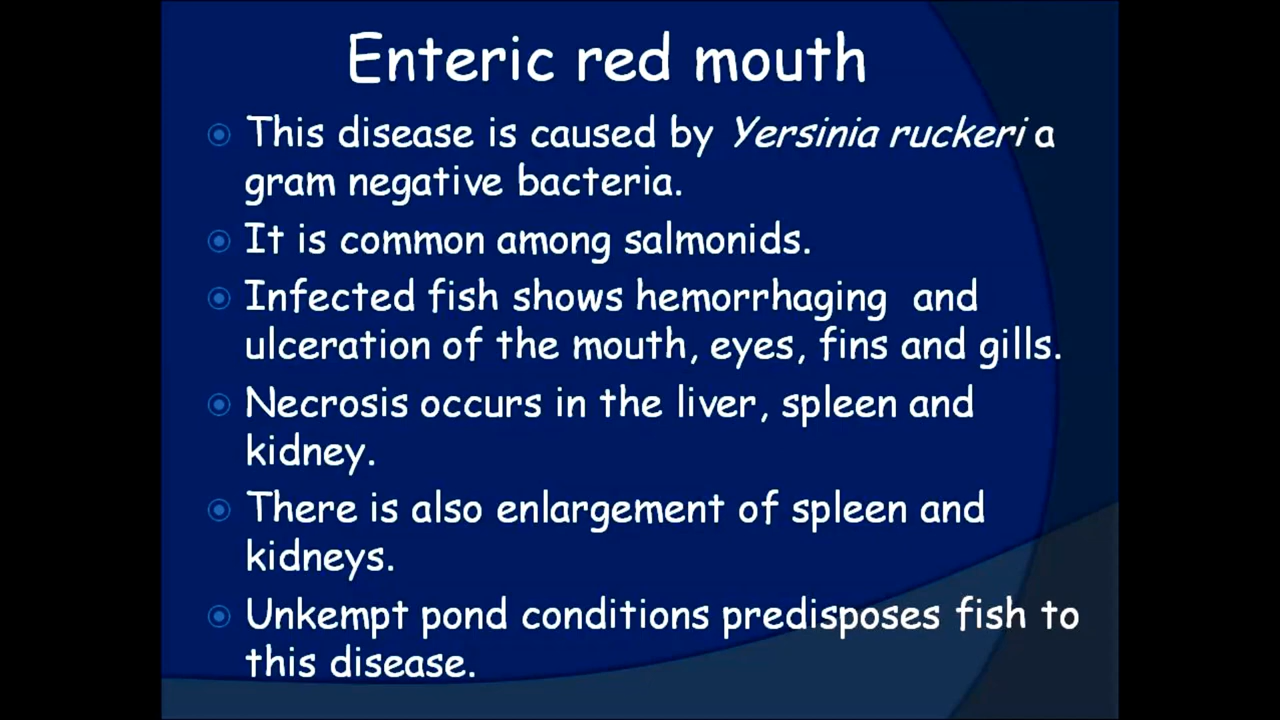 Enteric red mouth
This disease is caused by Yersinia ruckeri a
gram negative bacteria.
It is common among salmonids.
Infected fish shows hemorrhaging and
ulceration of the mouth, eyes, fins and gills.
Necrosis occurs in the liver, spleen and
kidney.
There is also enlargement of spleen and
kidneys.
Unkempt pond conditions predisposes fish to
this disease.